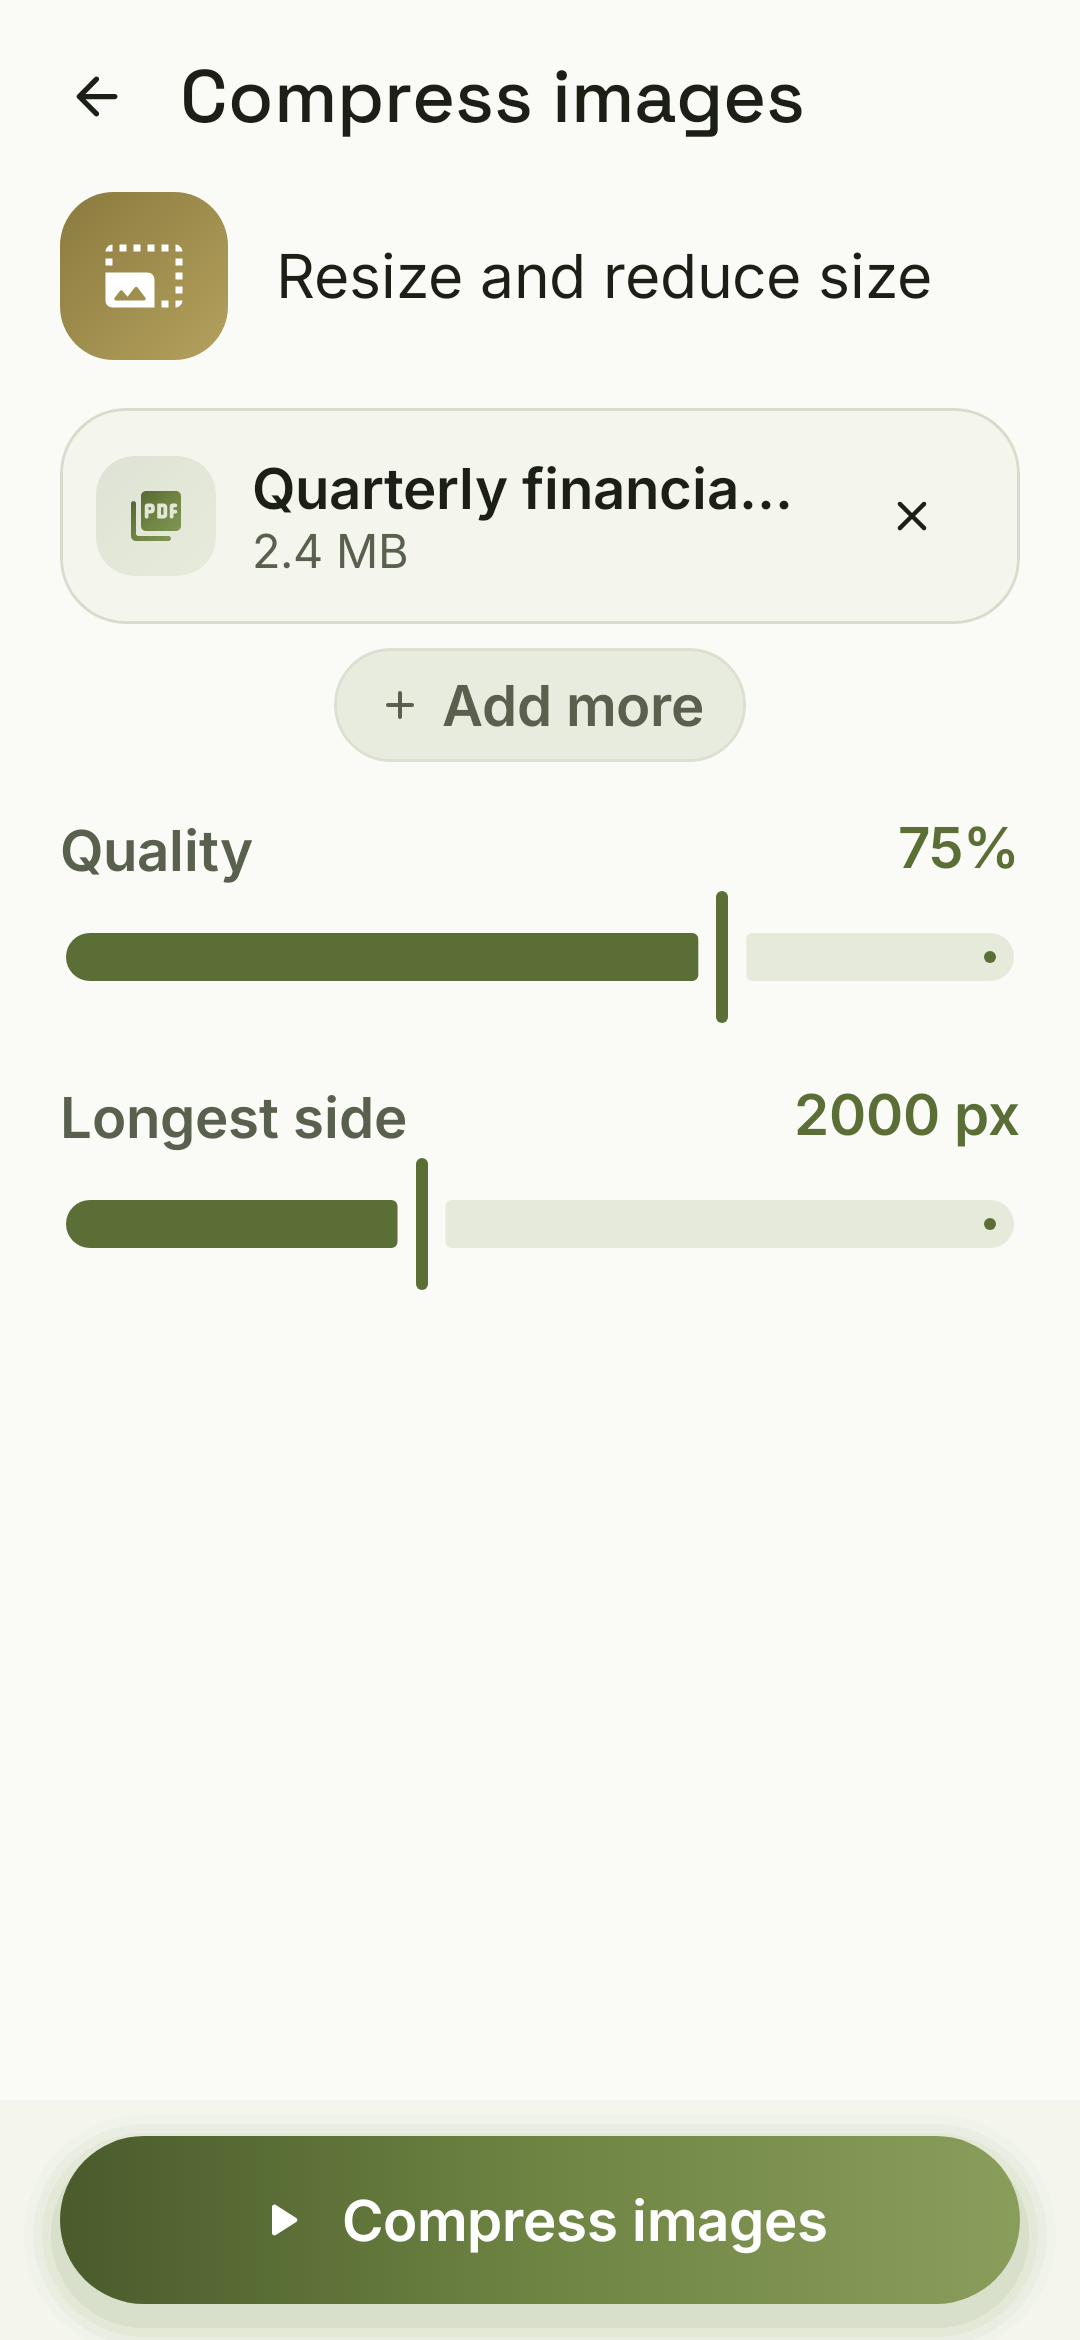 Compress images
Resize and reduce size
Quarterly financia...
PDF
2.4 MB
Add more
Quality
75%
Longest side
2000 px
Compress images